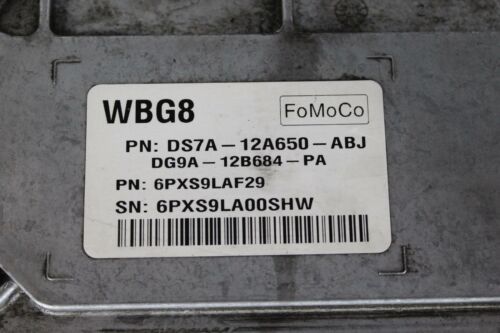 WBG8
FoMoCo
PN: DS7A-12A650-ABJ
DG9A-12B684-PA
PN: 6PXS9LAF29
SN: 6PXS9LA00SHW